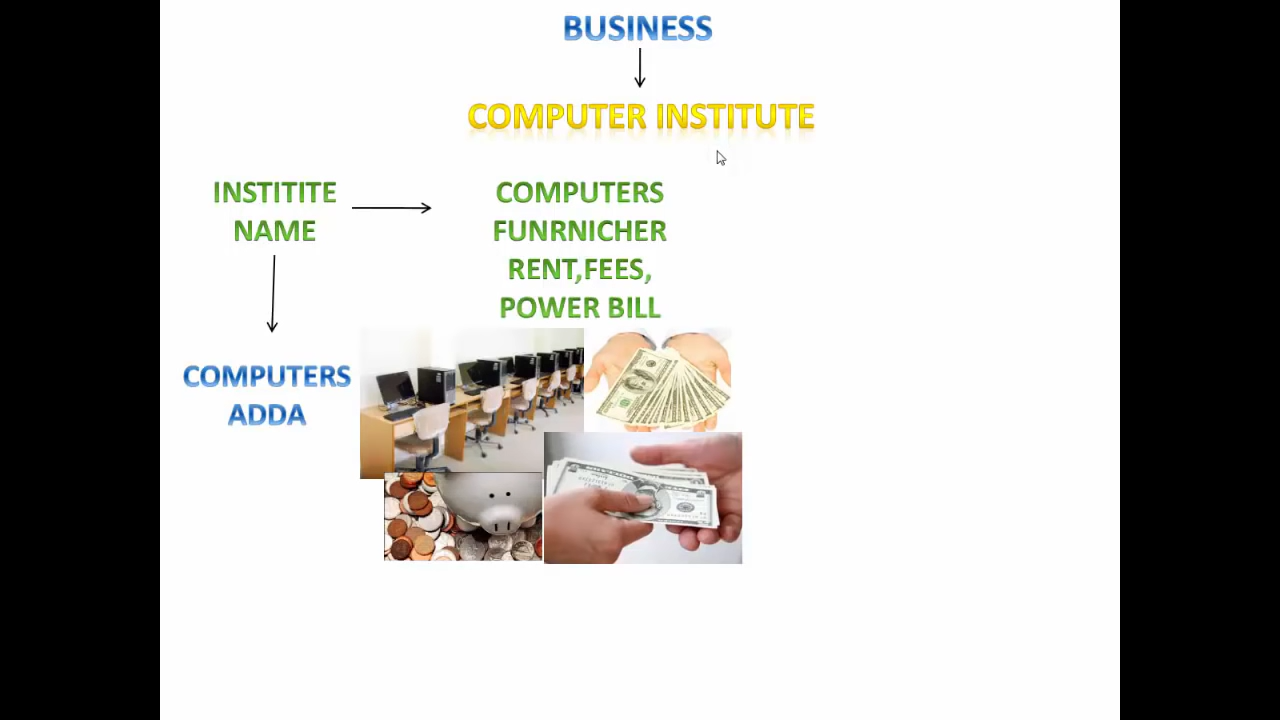 BUSINESS
COMPUTER INSTITUTE
INSTITITE
NAME
COMPUTERS
FUNRNICHER
RENT,FEES,
POWER BILL
COMPUTERS
ADDA